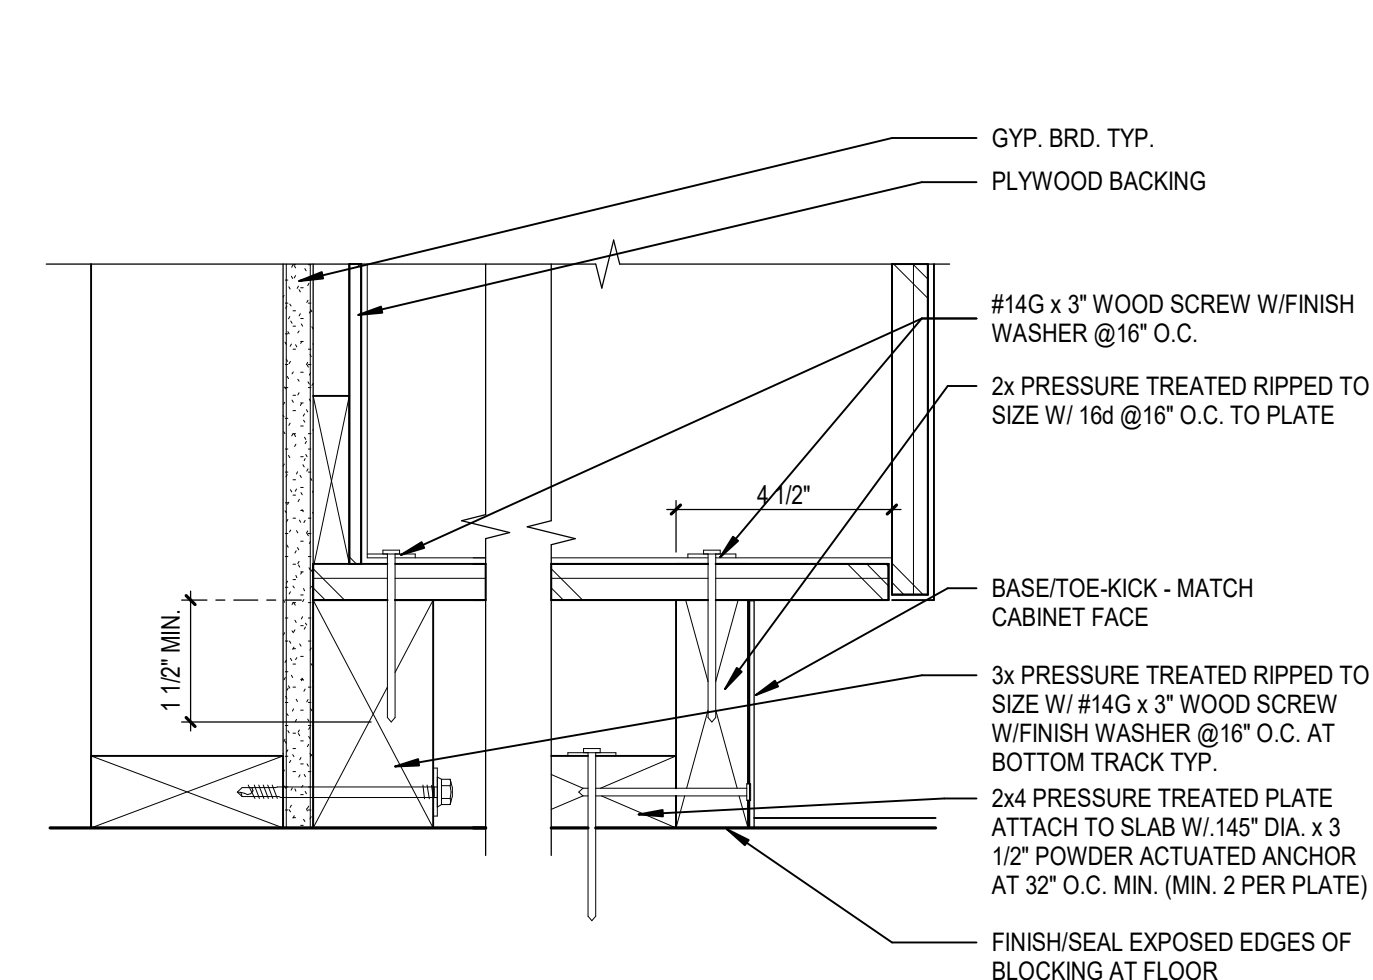 GYP. BRD. TYP.
PLYWOOD BACKING
#14G x 3" WOOD SCREW W/FINISH
WASHER @16" O.C.
2x PRESSURE TREATED RIPPED TO
SIZE W/ 16d @16" O.C. TO PLATE
4 1/2"
BASE/TOE-KICK - MATCH
CABINET FACE
1 1/2" MIN.
3x PRESSURE TREATED RIPPED TO
SIZE W/ #14G x 3" WOOD SCREW
W/FINISH WASHER @16" O.C. AT
BOTTOM TRACK TYP.
2x4 PRESSURE TREATED PLATE
ATTACH TO SLAB W/.145" DIA. x 3
1/2" POWDER ACTUATED ANCHOR
AT 32" O.C. MIN. (MIN. 2 PER PLATE)
FINISH/SEAL EXPOSED EDGES OF
BLOCKING AT FLOOR